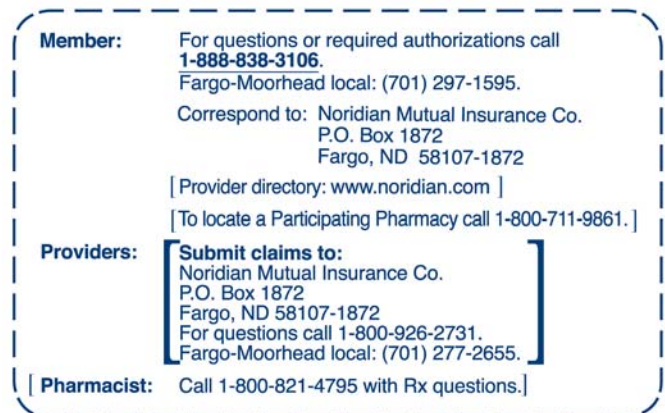 Member: For questions or required authorizations call
1-888-838-3106.
Fargo-Moorhead local: (701) 297-1595.
Correspond to: Noridian Mutual Insurance Co.
P.O. Box 1872
Fargo, ND 58107-1872
[ Provider directory: www.noridian.com ]
[To locate a Participating Pharmacy call 1-800-711-9861. ]
Providers: [Submit claims to:
Noridian Mutual Insurance Co.
P.O. Box 1872
Fargo, ND 58107-1872
For questions call 1-800-926-2731.
Fargo-Moorhead local: (701) 277-2655.]
[ Pharmacist: Call 1-800-821-4795 with Rx questions.]